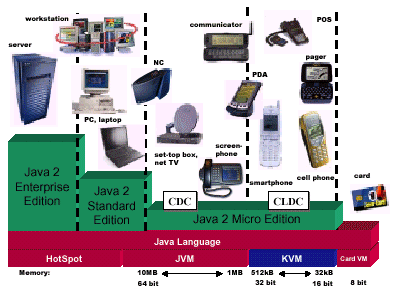 workstation
communicator
POS
server
NC
pager
PDA
PC, laptop
set-top box,
net TV
screen-
phone
smartphone
cell phone
card
Java 2
Enterprise
Edition
Java 2
Standard
Edition
CDC
CLDC
Java 2 Micro Edition
Java Language
HotSpot
JVM
KVM
Card VM
Memory:
10MB
1MB
512kB
32kB
64 bit
32 bit
16 bit
8 bit